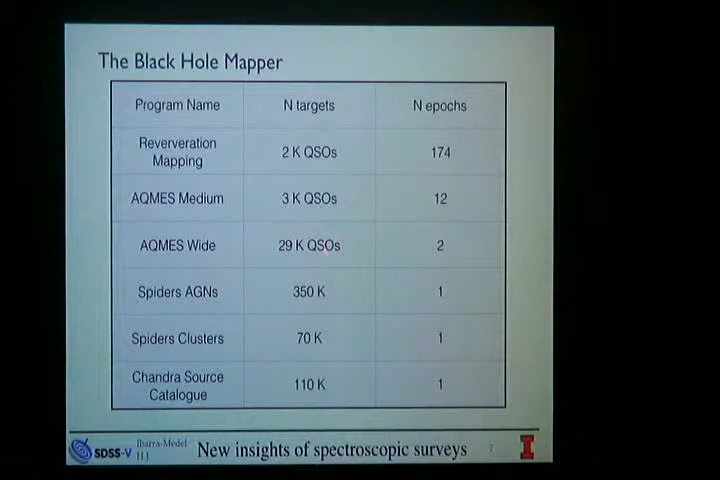 The Black Hole Mapper
Program Name N targets N epochs
Reververation
Mapping 2 K QSOs 174
AQMES Medium 3 K QSOs 12
AQMES Wide 29 K QSOs 2
Spiders AGNs 350 K 1
Spiders Clusters 70 K 1
Chandra Source
Catalogue 110 K 1
SDSS-V Ibarra-Medel
HJ
New insights of spectroscopic surveys 7
I